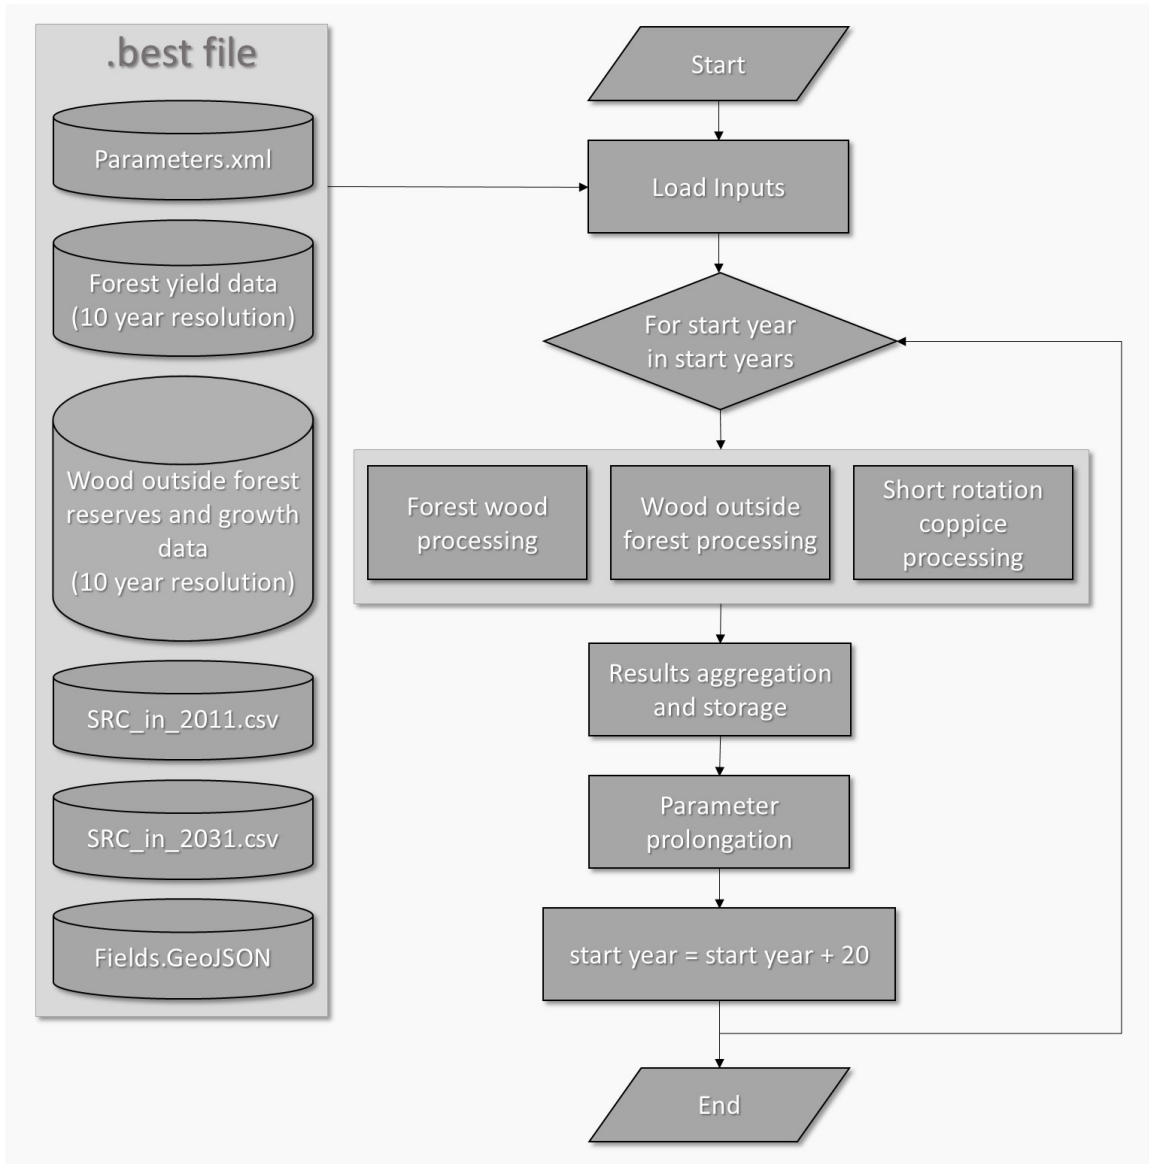 .best file
Parameters.xml
Forest yield data
(10 year resolution)
Wood outside forest
reserves and growth
data
(10 year resolution)
SRC_in_2011.csv
SRC_in_2031.csv
Fields.GeoJSON
Start
Load Inputs
For start year
in start years
Forest wood
processing
Wood outside
forest processing
Short rotation
coppice
processing
Results aggregation
and storage
Parameter
prolongation
start year = start year + 20
End